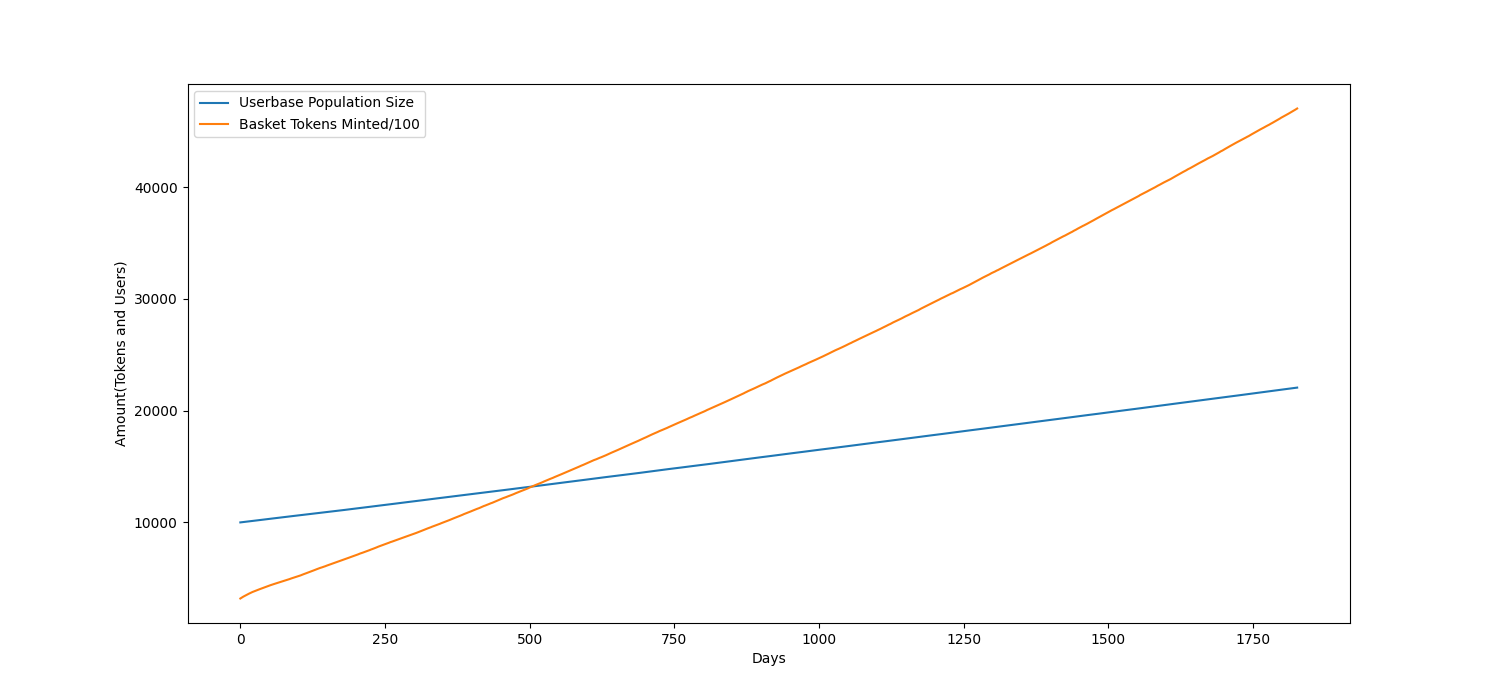 Userbase Population Size
Basket Tokens Minted/100
40000
30000
20000
10000
Amount(Tokens and Users)
0 250 500 750 1000 1250 1500 1750
Days